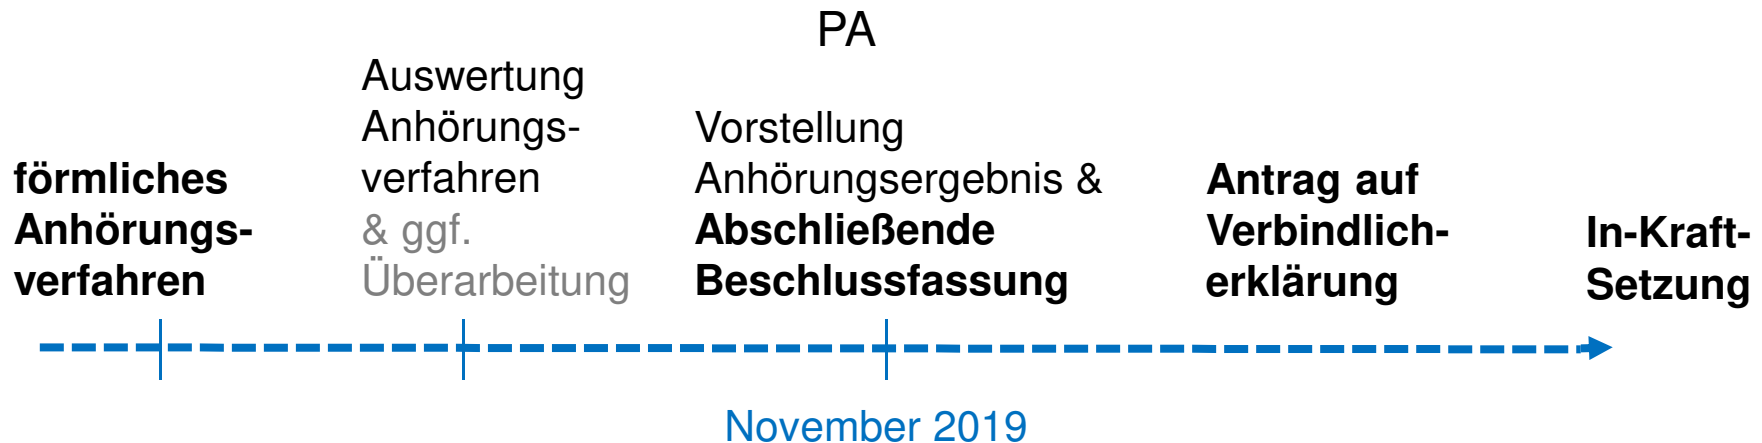 förmliches
Anhörungs-
verfahren
Auswertung
Anhörungs-
verfahren
& ggf.
Überarbeitung
PA
Vorstellung
Anhörungsergebnis &
Abschließende
Beschlussfassung
Antrag auf
Verbindlich-
erklärung
In-Kraft-
Setzung
November 2019